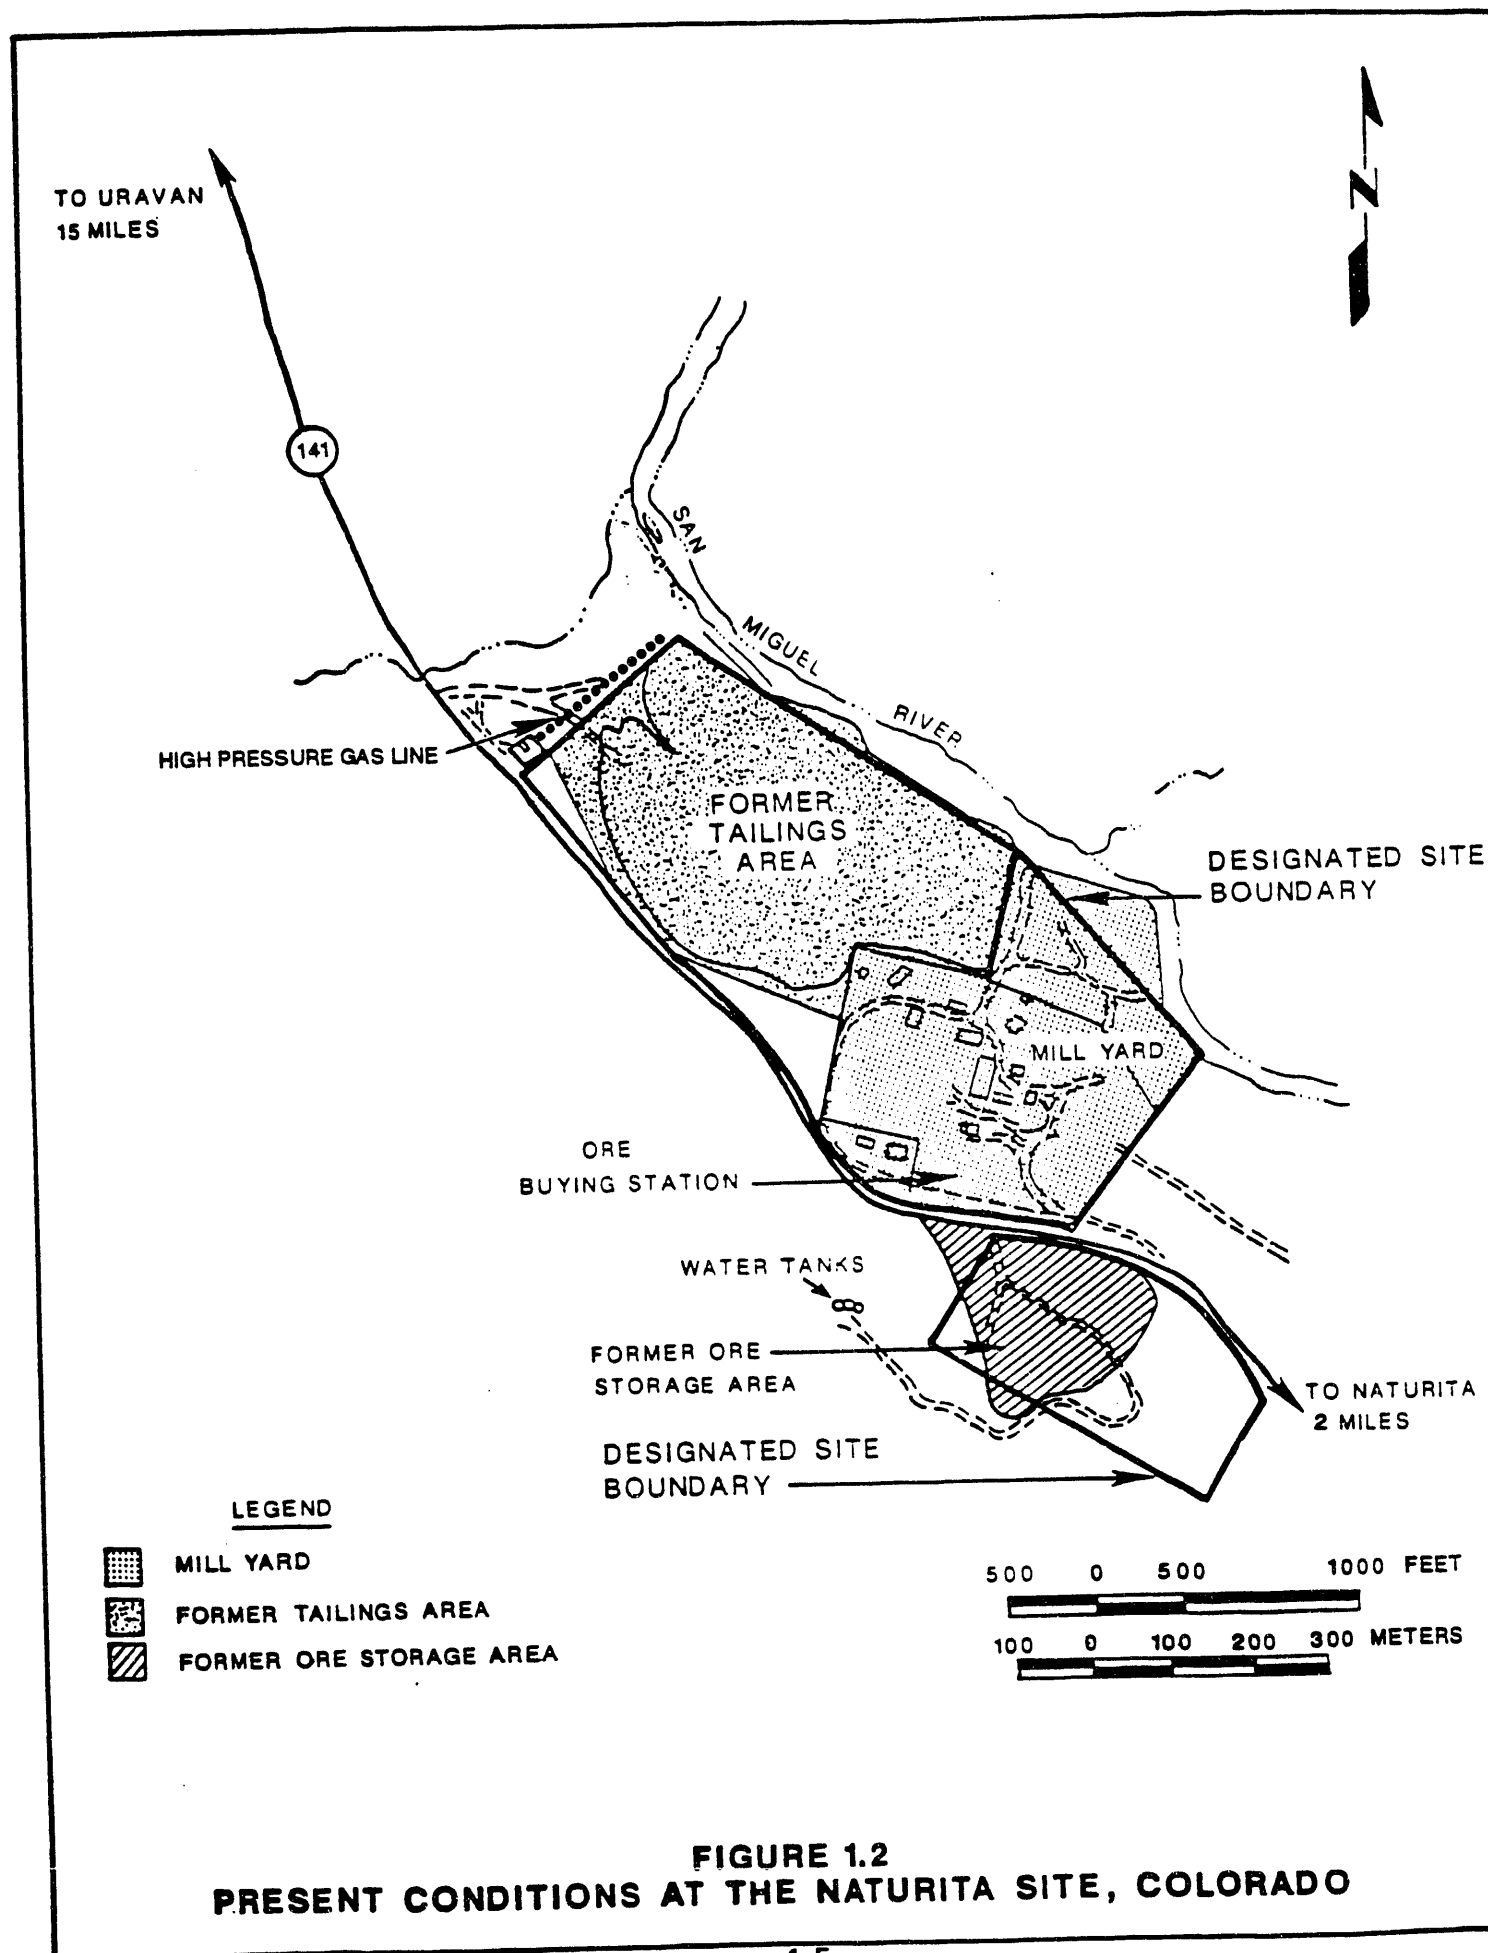 N
TO URAVAN
15 MILES
141
SAN
MIGUEL
RIVER
HIGH PRESSURE GAS LINE
FORMER
TAILINGS
AREA
DESIGNATED SITE
BOUNDARY
MILL YARD
ORE
BUYING STATION
WATER TANKS
FORMER ORE
STORAGE AREA
TO NATURITA
2 MILES
DESIGNATED SITE
BOUNDARY
LEGEND
MILL YARD
FORMER TAILINGS AREA
FORMER ORE STORAGE AREA
500 0 500 1000 FEET
100 0 100 200 300 METERS
FIGURE 1.2
PRESENT CONDITIONS AT THE NATURITA SITE, COLORADO